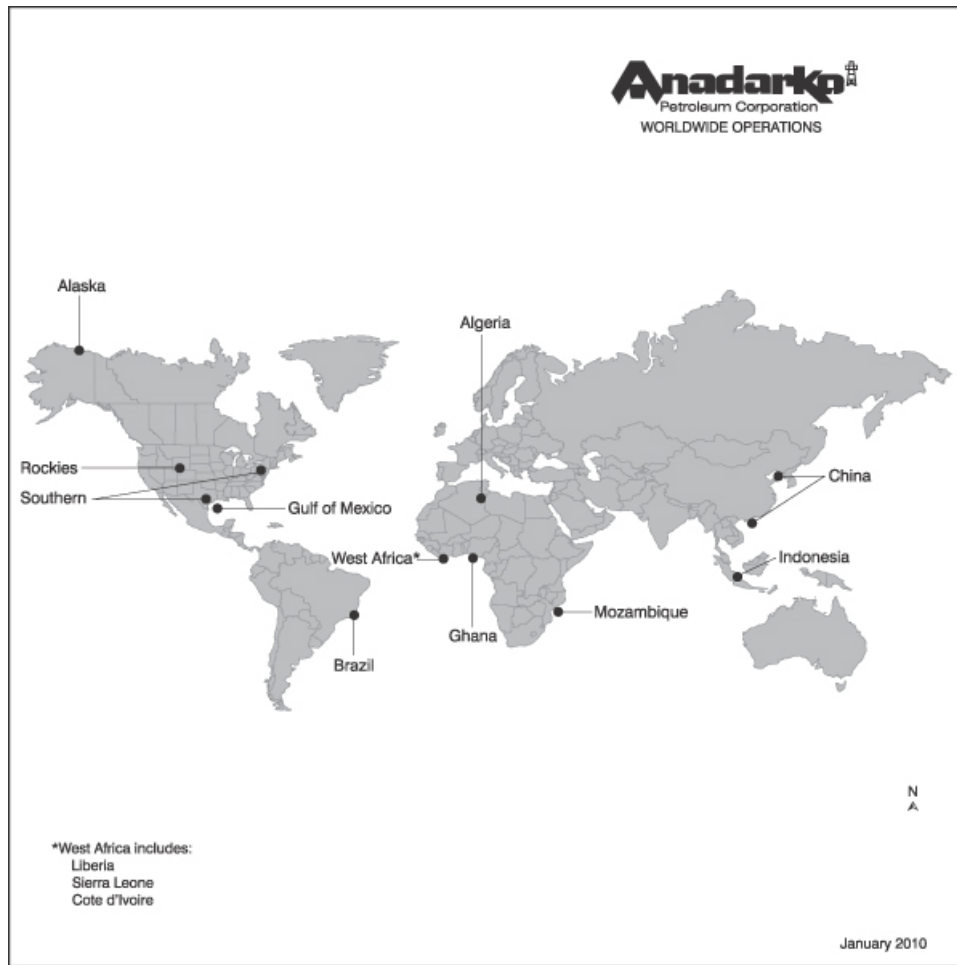 Anadarko
Petroleum Corporation
WORLDWIDE OPERATIONS
Alaska
Algeria
Rockies
Southern
Gulf of Mexico
China
West Africa*
Indonesia
Ghana
Mozambique
Brazil
N
*West Africa includes:
Liberia
Sierra Leone
Cote d'Ivoire
January 2010